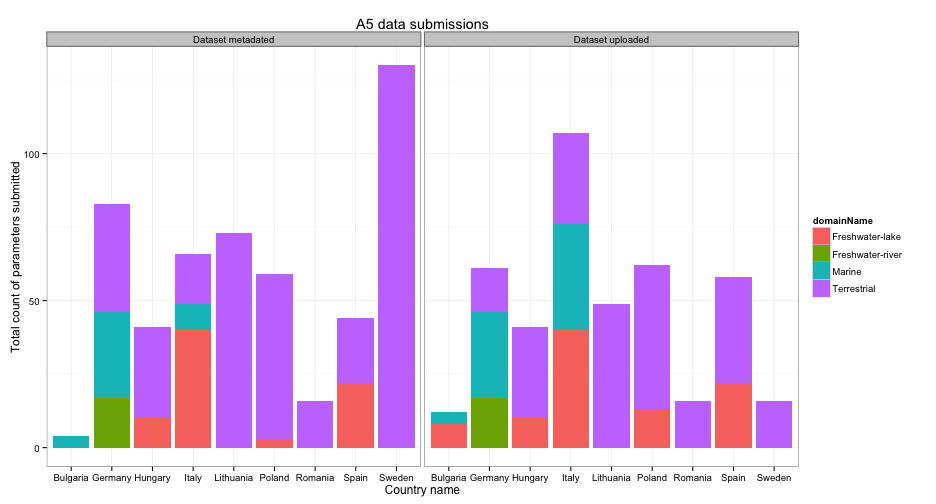 A5 data submissions
Dataset metadated
Dataset uploaded
Total count of parameters submitted
100
50
0
Bulgaria Germany Hungary Italy Lithuania Poland Romania Spain Sweden
Bulgaria Germany Hungary Italy Lithuania Poland Romania Spain Sweden
Country name
domainName
Freshwater-lake
Freshwater-river
Marine
Terrestrial